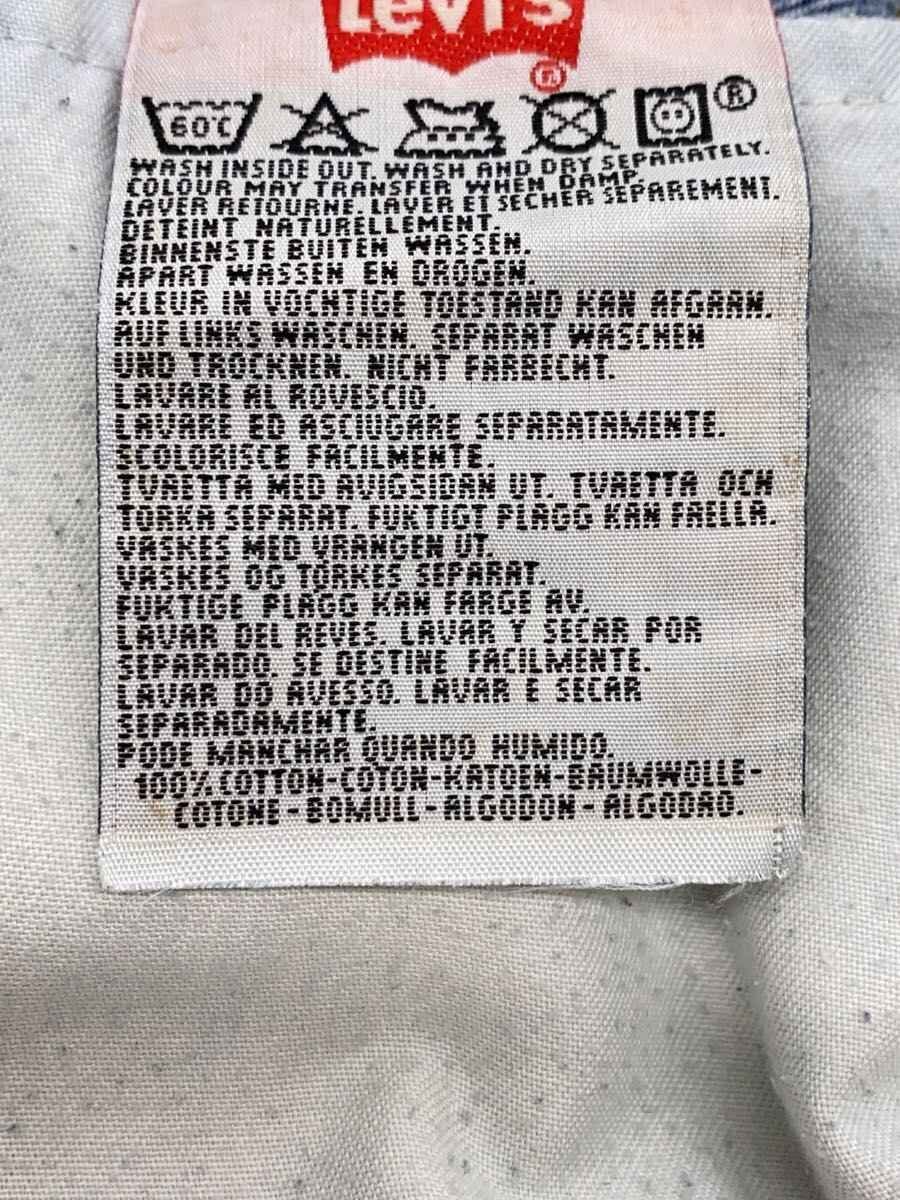 Levi's
®
60°C
®
WASH INSIDE OUT. WASH AND DRY SEPARATELY.
COLOUR MAY TRANSFER WHEN DAMP.
LAVER RETOURNE. LAVER ET SECHER SEPAREMENT.
DETEINT NATURELLEMENT.
BINNENSTE BUITEN WASSEN.
APART WASSEN EN DROGEN.
KLEUR IN VOCHTIGE TOESTAND KAN AFGAAN.
AUF LINKS WASCHEN. SEPARAT WASCHEN
UND TROCKNEN. NICHT FARBECHT.
LAVARE AL ROVESCIO.
LAVARE ED ASCIUGARE SEPARATAMENTE.
SCOLORISCE FACILMENTE.
TVAETTA MED AVIGSIDAN UT. TVAETTA OCH
TORKA SEPARAT. FUKTIGT PLAGG KAN FAELLA.
VASKES MED VRANGEN UT.
VASKES OG TORKES SEPARAT.
FUKTIGE PLAGG KAN FARGE AV.
LAVAR DEL REVES. LAVAR Y SECAR POR
SEPARADO. SE DESTINE FACILMENTE.
LAVAR DO AVESSO. LAVAR E SECAR
SEPARADAMENTE.
PODE MANCHAR QUANDO HUMIDO.
100% COTTON-COTON-KATOEN-BAUMWOLLE-
COTONE-BOMULL-ALGODON-ALGODAO.